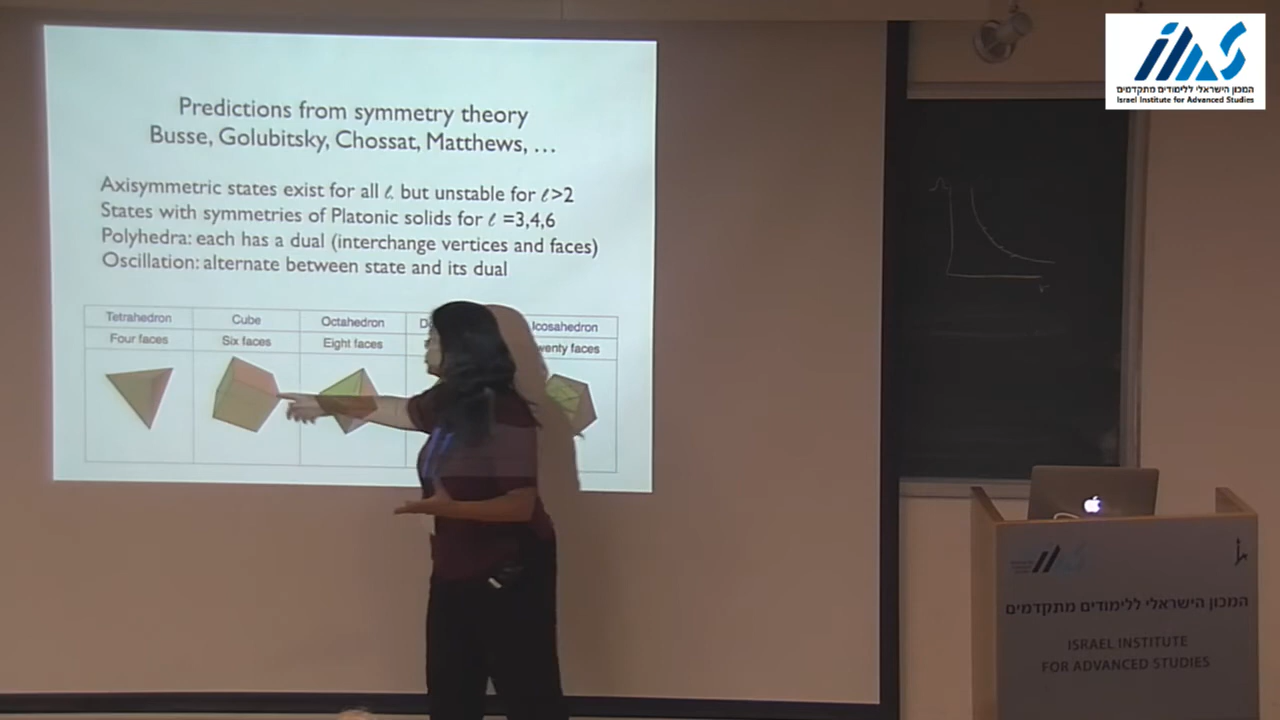 Predictions from symmetry theory
Busse, Golubitsky, Chossat, Matthews, ...
Axisymmetric states exist for all ℓ. but unstable for ℓ>2
States with symmetries of Platonic solids for ℓ =3,4,6
Polyhedra: each has a dual (interchange vertices and faces)
Oscillation: alternate between state and its dual
Tetrahedron Cube Octahedron Icosahedron
Four faces Six faces Eight faces faces
המכון הישראלי ללימודים מתקדמים
Israel Institute for Advanced Studies
המכון הישראלי ללימודים מתקדמים
ISRAEL INSTITUTE
FOR ADVANCED STUDIES